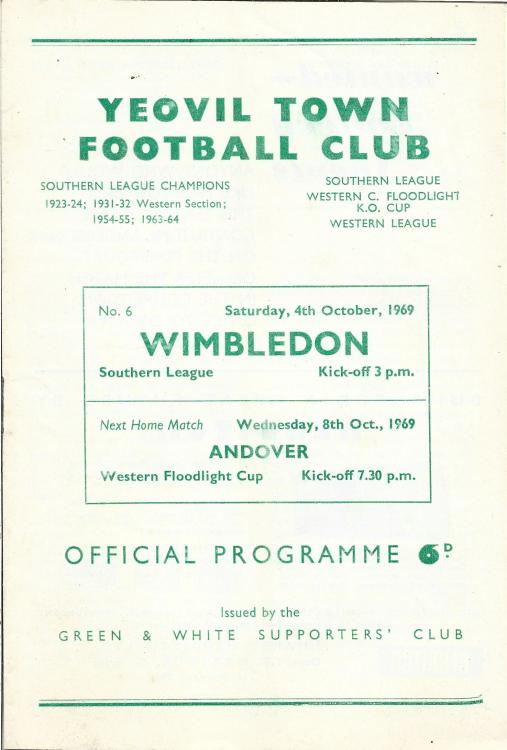 YEOVIL TOWN
FOOTBALL CLUB
SOUTHERN LEAGUE CHAMPIONS
1923-24; 1931-32 Western Section;
1954-55; 1963-64
SOUTHERN LEAGUE
WESTERN C. FLOODLIGHT
K.O. CUP
WESTERN LEAGUE
No. 6 Saturday, 4th October, 1969
WIMBLEDON
Southern League Kick-off 3 p.m.
Next Home Match Wednesday, 8th Oct., 1969
ANDOVER
Western Floodlight Cup Kick-off 7.30 p.m.
OFFICIAL PROGRAMME 6D.
Issued by the
GREEN & WHITE SUPPORTERS' CLUB